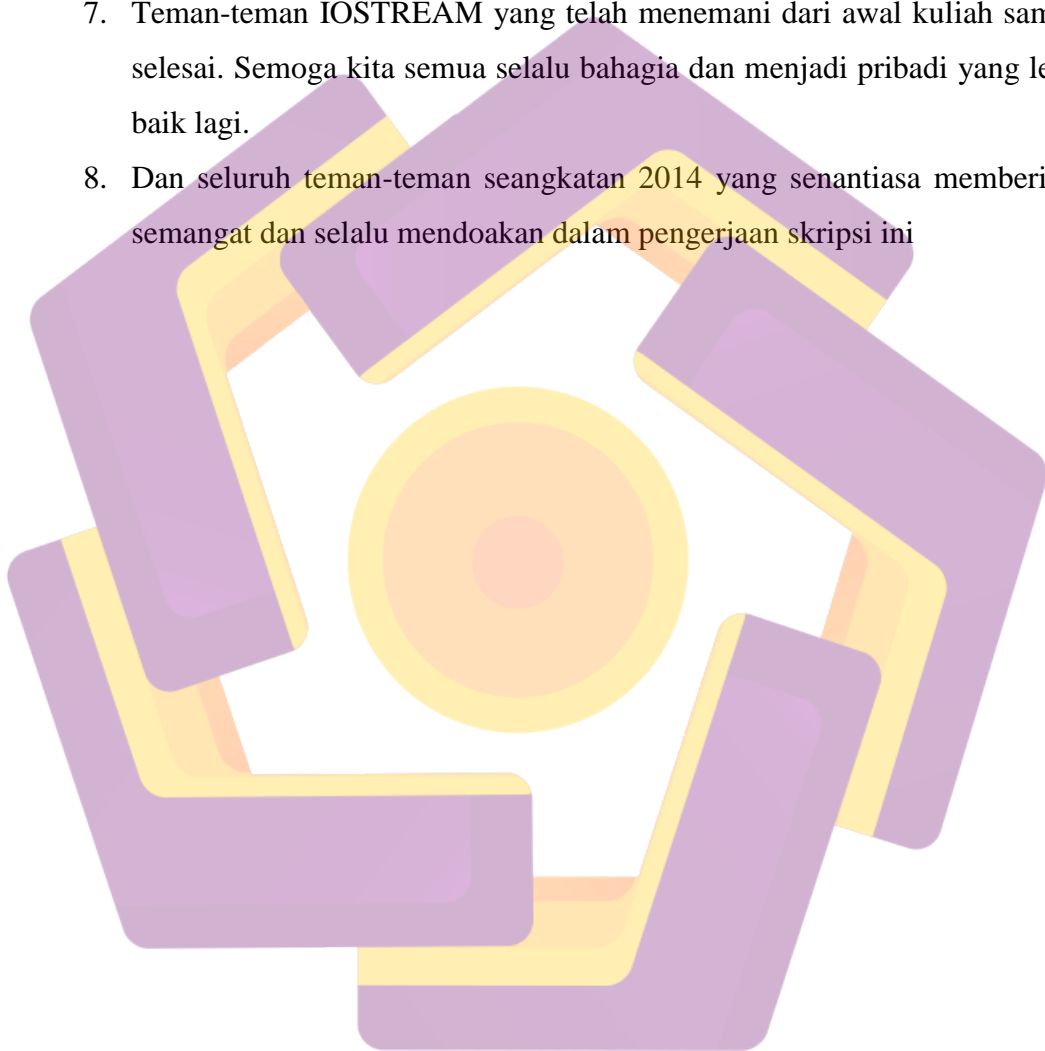 7. Teman-teman IOSTREAM yang telah menemani dari awal kuliah sam
selesai. Semoga kita semua selalu bahagia dan menjadi pribadi yang le
baik lagi.
8. Dan seluruh teman-teman seangkatan 2014 yang senantiasa memberi
semangat dan selalu mendoakan dalam pengerjaan skripsi ini